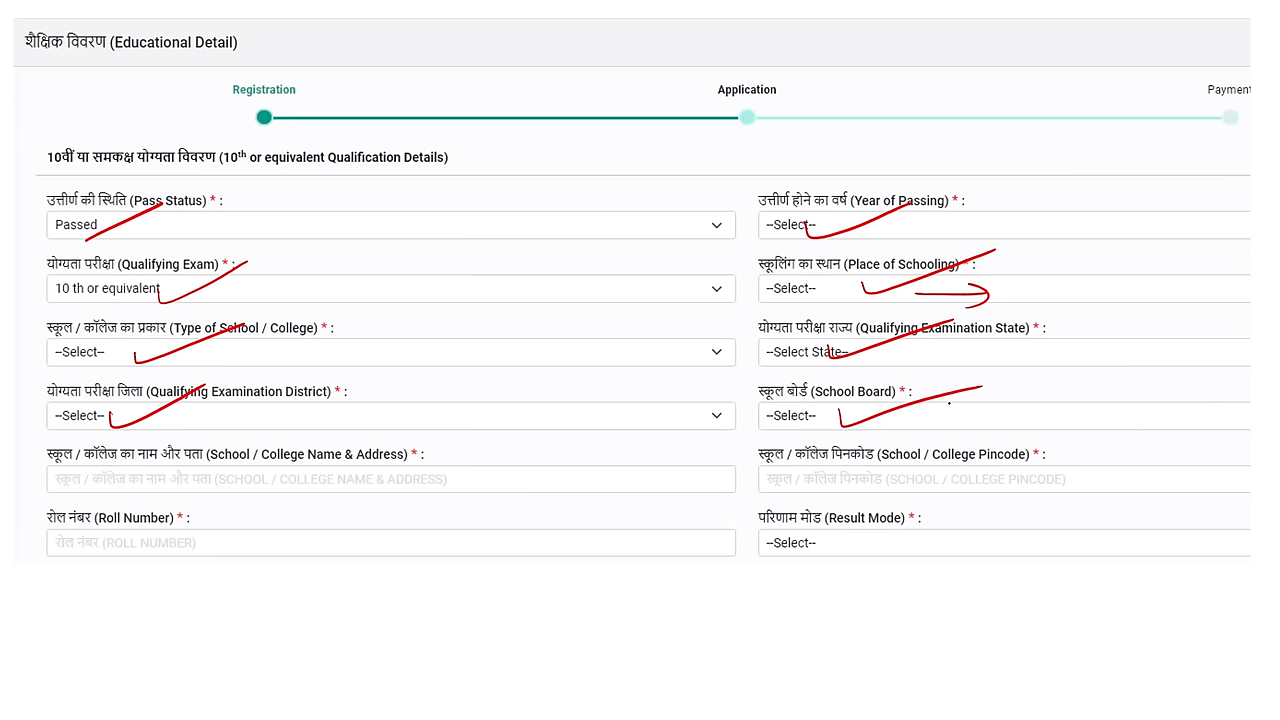 शैक्षिक विवरण (Educational Detail)
Registration Application Payment
10वीं या समकक्ष योग्यता विवरण (10th or equivalent Qualification Details)
उत्तीर्ण की स्थिति (Pass Status) * : उत्तीर्ण होने का वर्ष (Year of Passing) * :
Passed --Select--
योग्यता परीक्षा (Qualifying Exam) * : स्कूलिंग का स्थान (Place of Schooling) * :
10 th or equivalent --Select--
स्कूल / कॉलेज का प्रकार (Type of School / College) * : योग्यता परीक्षा राज्य (Qualifying Examination State) * :
--Select-- --Select State--
योग्यता परीक्षा जिला (Qualifying Examination District) * : स्कूल बोर्ड (School Board) * :
--Select-- --Select--
स्कूल / कॉलेज का नाम और पता (School / College Name & Address) * : स्कूल / कॉलेज पिनकोड (School / College Pincode) * :
स्कूल / कॉलेज का नाम और पता (SCHOOL / COLLEGE NAME & ADDRESS) स्कूल / कॉलेज पिनकोड (SCHOOL / COLLEGE PINCODE)
रोल नंबर (Roll Number) * : परिणाम मोड (Result Mode) * :
रोल नंबर (ROLL NUMBER) --Select--